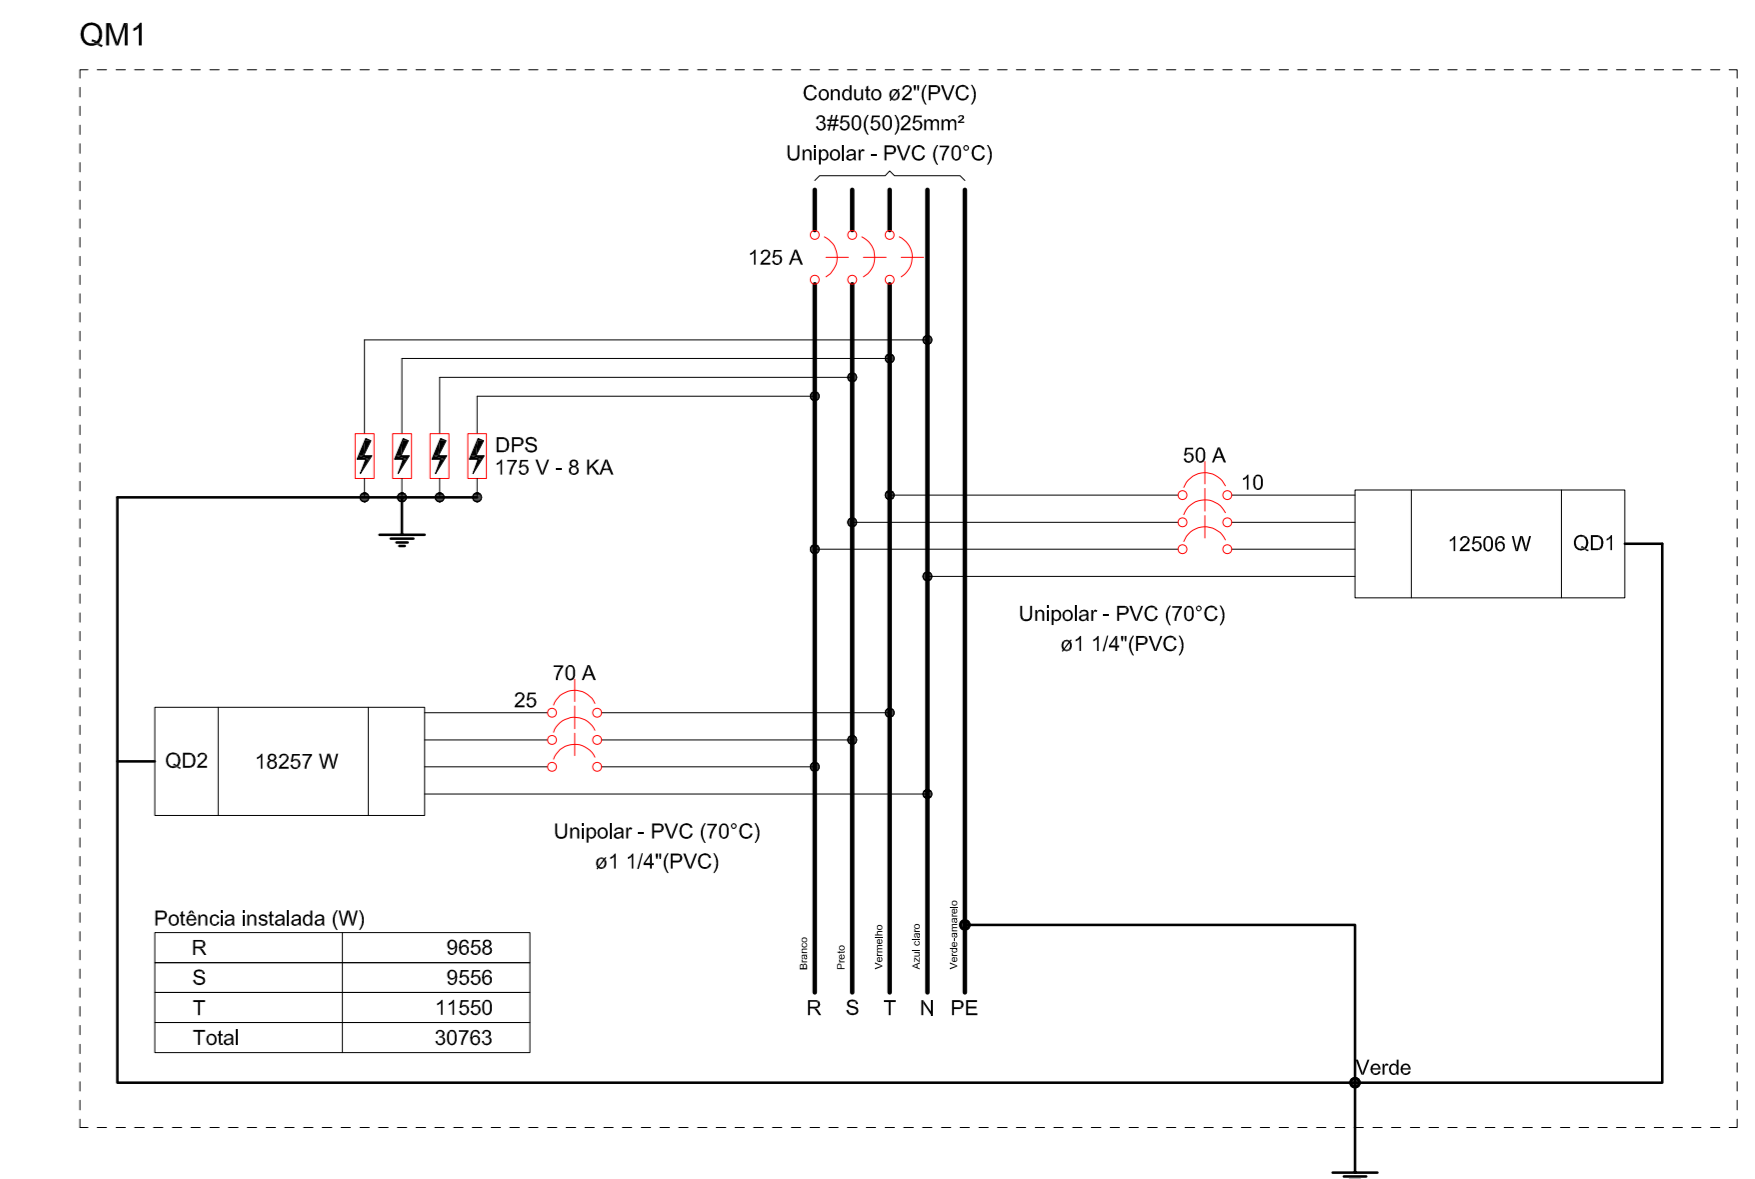 QM1
Conduto ø2"(PVC)
3#50(50)25mm²
Unipolar - PVC (70°C)
125 A
DPS
175 V - 8 KA
50 A
10
12506 W
QD1
Unipolar - PVC (70°C)
ø1 1/4"(PVC)
70 A
25
QD2
18257 W
Unipolar - PVC (70°C)
ø1 1/4"(PVC)
Potência instalada (W)
R 9658
S 9556
T 11550
Total 30763
Branco
Preto
Vermelho
Azul claro
Verde-amarelo
R S T N PE
Verde